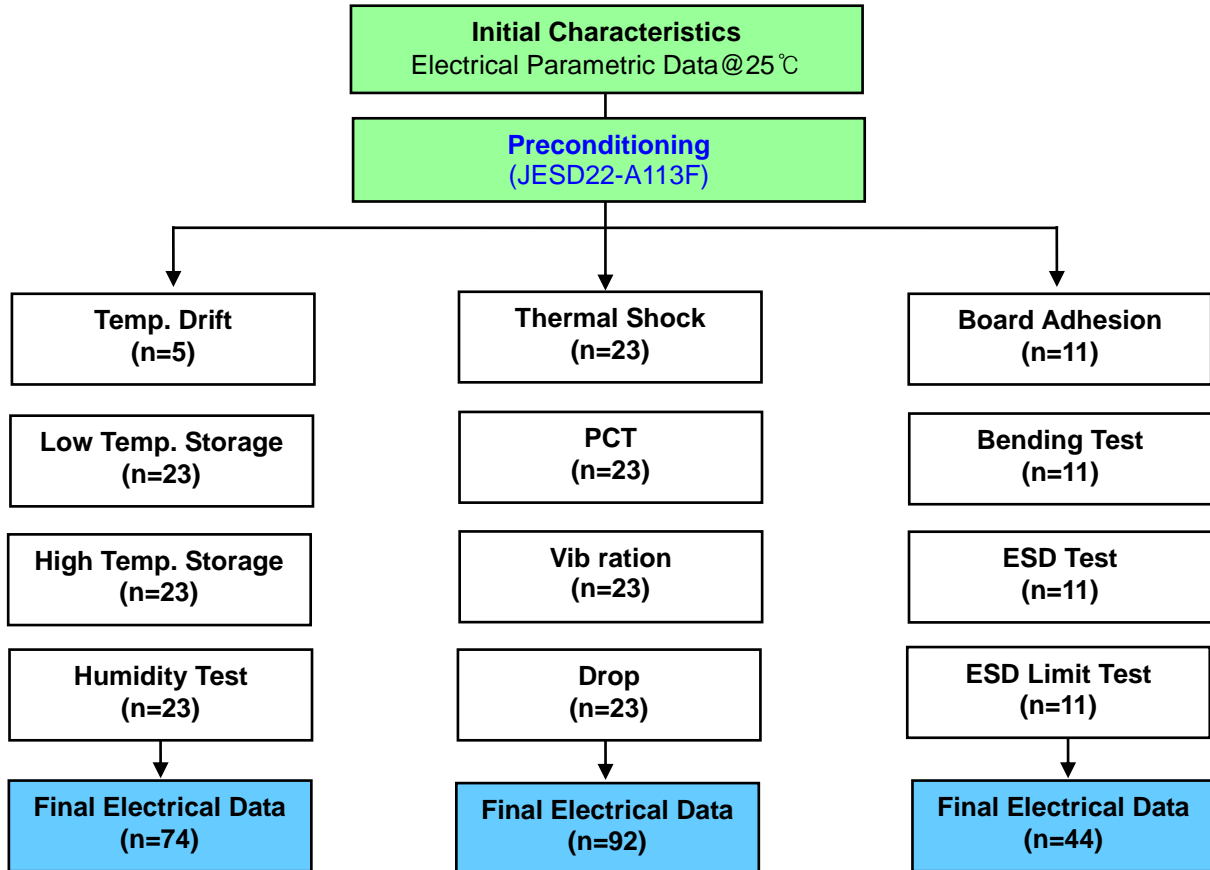 Initial Characteristics
Electrical Parametric Data@25℃
Preconditioning
(JESD22-A113F)
Temp. Drift
(n=5)
Low Temp. Storage
(n=23)
High Temp. Storage
(n=23)
Humidity Test
(n=23)
Final Electrical Data
(n=74)
Thermal Shock
(n=23)
PCT
(n=23)
Vib ration
(n=23)
Drop
(n=23)
Final Electrical Data
(n=92)
Board Adhesion
(n=11)
Bending Test
(n=11)
ESD Test
(n=11)
ESD Limit Test
(n=11)
Final Electrical Data
(n=44)